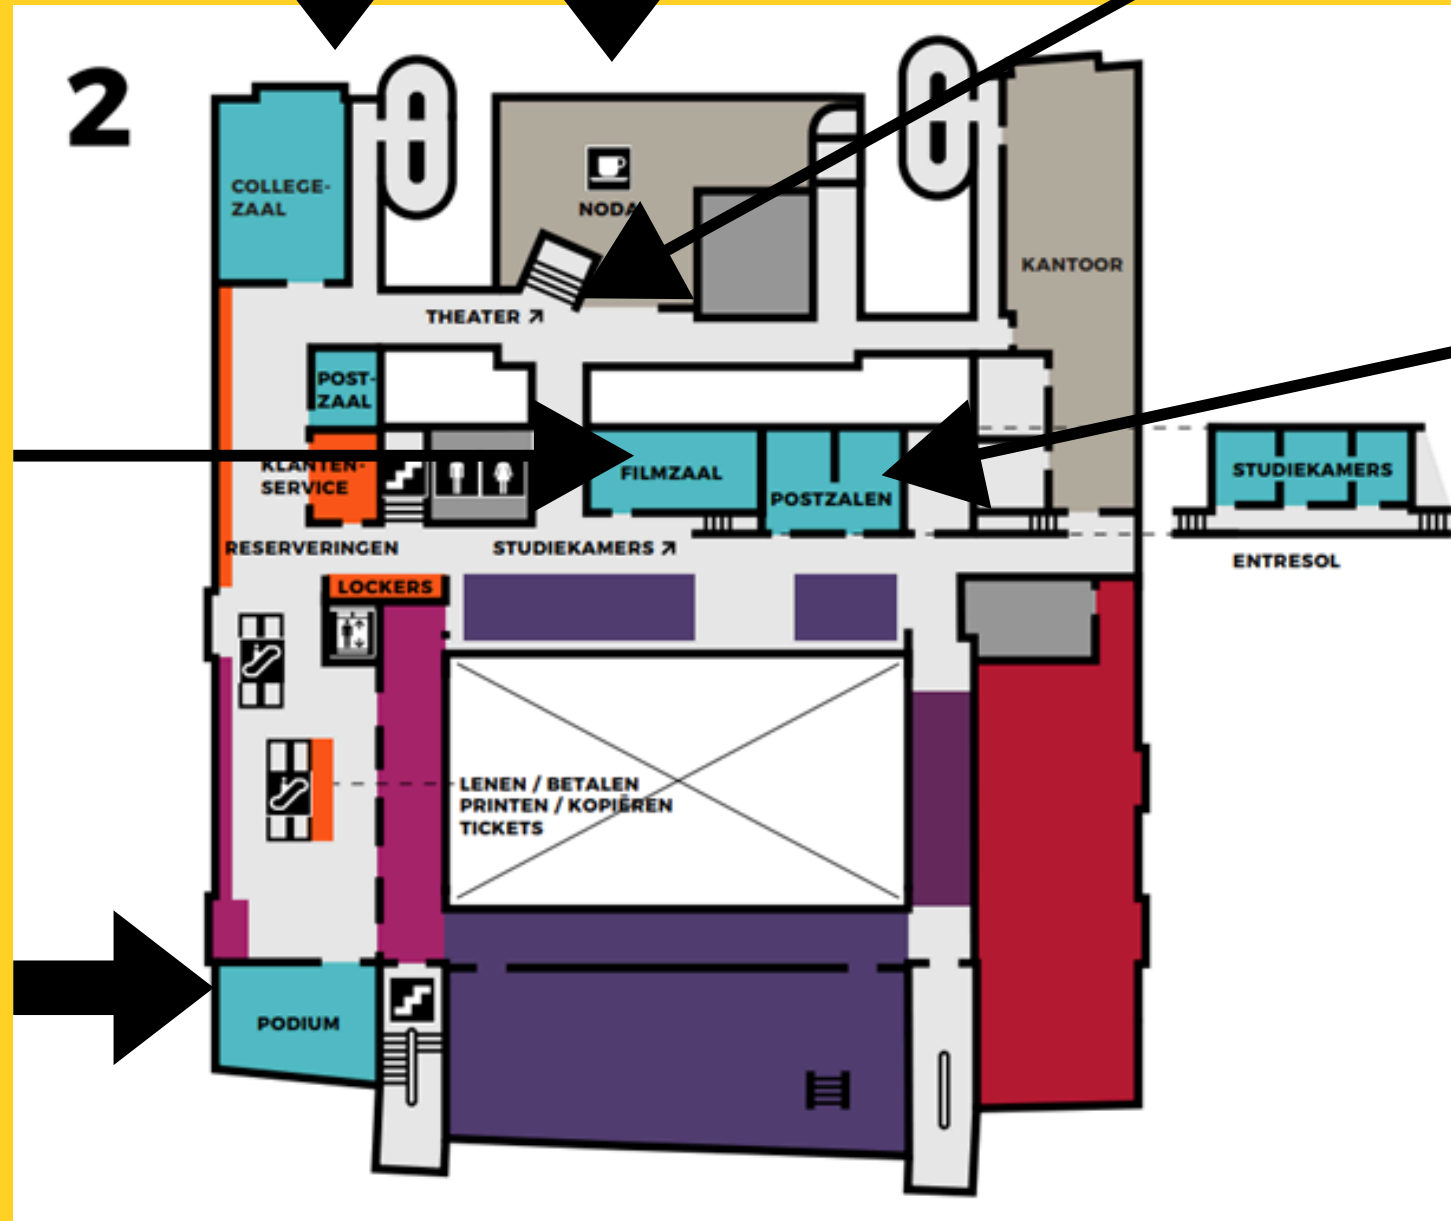 2
COLLEGE-
ZAAL
NODA
KANTOOR
THEATER ↗
POST-
ZAAL
KLANTEN-
SERVICE
FILMZAAL
POSTZALEN
STUDIEKAMERS
RESERVERINGEN
STUDIEKAMERS ↗
ENTRESOL
LOCKERS
LENEN / BETALEN
PRINTEN / KOPIËREN
TICKETS
PODIUM